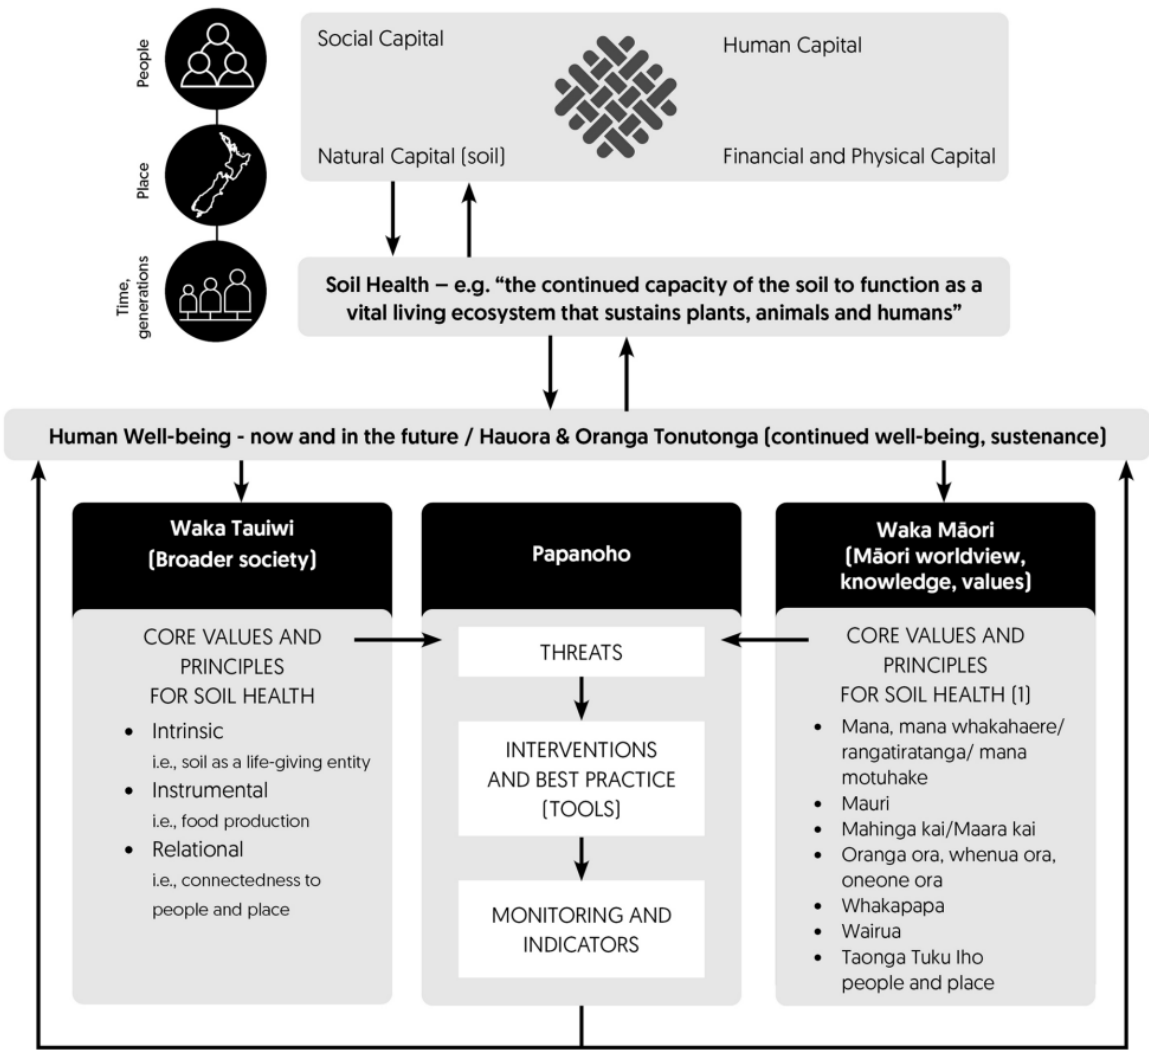 People
Place
Time,
generations
Social Capital
Human Capital
Natural Capital (soil)
Financial and Physical Capital
Soil Health – e.g. “the continued capacity of the soil to function as a
vital living ecosystem that sustains plants, animals and humans”
Human Well-being - now and in the future / Hauora & Oranga Tonutonga (continued well-being, sustenance)
Waka Tauiwi
(Broader society)
CORE VALUES AND
PRINCIPLES
FOR SOIL HEALTH
• Intrinsic
i.e., soil as a life-giving entity
• Instrumental
i.e., food production
• Relational
i.e., connectedness to
people and place
Papanoho
THREATS
INTERVENTIONS
AND BEST PRACTICE
(TOOLS)
MONITORING AND
INDICATORS
Waka Māori
(Māori worldview,
knowledge, values)
CORE VALUES AND
PRINCIPLES
FOR SOIL HEALTH (1)
• Mana, mana whakahaere/
rangatiratanga/ mana
motuhake
• Mauri
• Mahinga kai/Maara kai
• Oranga ora, whenua ora,
oneone ora
• Whakapapa
• Wairua
• Taonga Tuku Iho
people and place